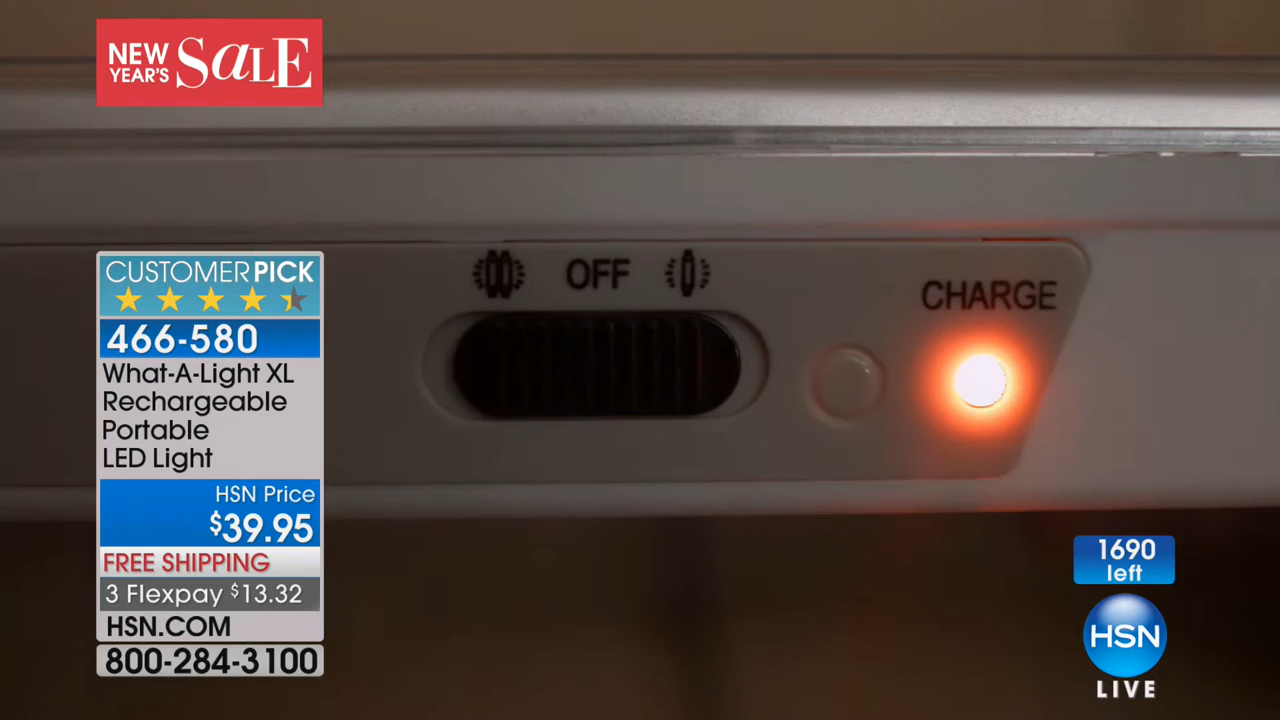 NEW
YEAR'S
SALE
CUSTOMER PICK
466-580
What-A-Light XL
Rechargeable
Portable
LED Light
HSN Price
$39.95
FREE SHIPPING
3 Flexpay $13.32
HSN.COM
800-284-3100
OFF
CHARGE
1690
left
HSN
LIVE